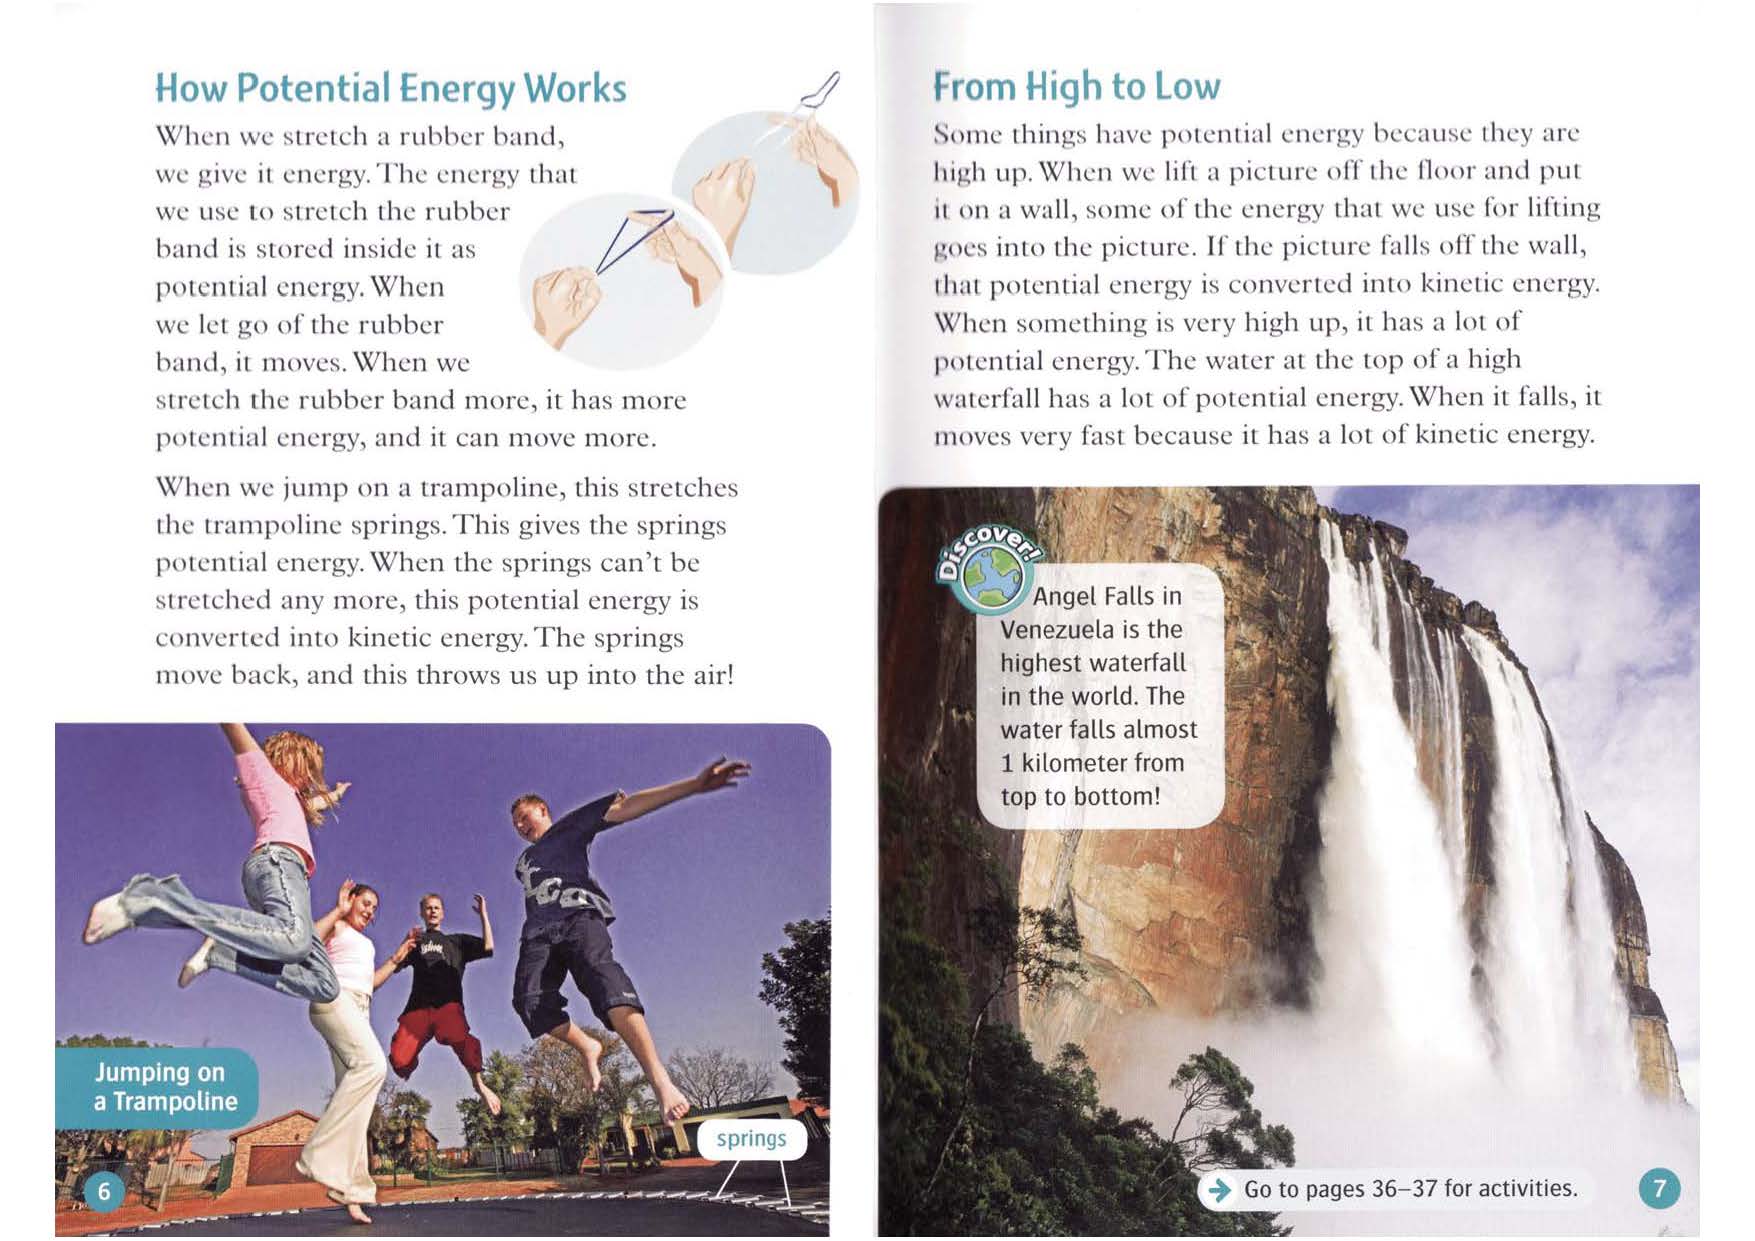 How Potential Energy Works
When we stretch a rubber band,
we give it energy. The energy that
we use to stretch the rubber
band is stored inside it as
potential energy. When
we let go of the rubber
band, it moves. When we
stretch the rubber band more, it has more
potential energy, and it can move more.
When we jump on a trampoline, this stretches
the trampoline springs. This gives the springs
potential energy. When the springs can't be
stretched any more, this potential energy is
converted into kinetic energy. The springs
move back, and this throws us up into the air!
Jumping on
a Trampoline
springs
6
From High to Low
Some things have potential energy because they are
high up. When we lift a picture off the floor and put
it on a wall, some of the energy that we use for lifting
goes into the picture. If the picture falls off the wall,
that potential energy is converted into kinetic energy.
When something is very high up, it has a lot of
potential energy. The water at the top of a high
waterfall has a lot of potential energy. When it falls, it
moves very fast because it has a lot of kinetic energy.
Discover!
Angel Falls in
Venezuela is the
highest waterfall
in the world. The
water falls almost
1 kilometer from
top to bottom!
Go to pages 36–37 for activities.
7